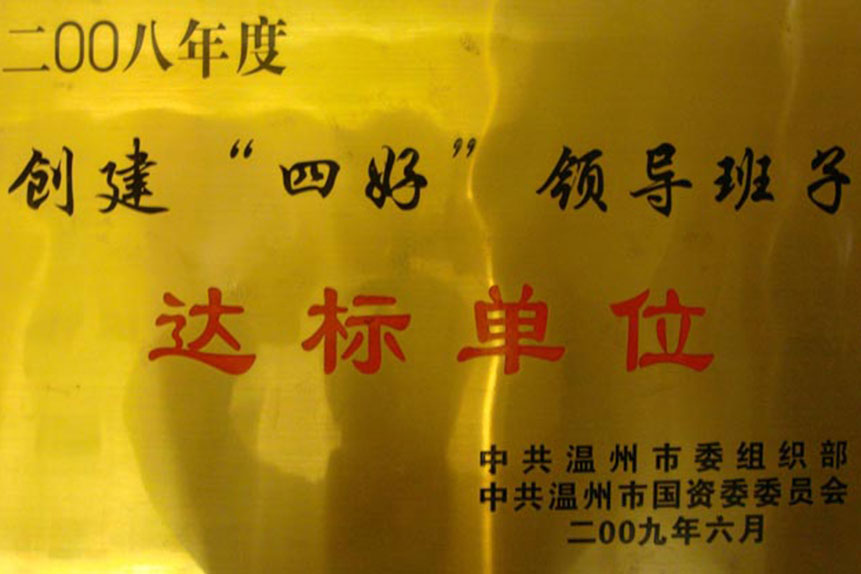 二00八年度
创建“四好”领导班子
达标单位
中共温州市委组织部
中共温州市国资委委员会
二00九年六月